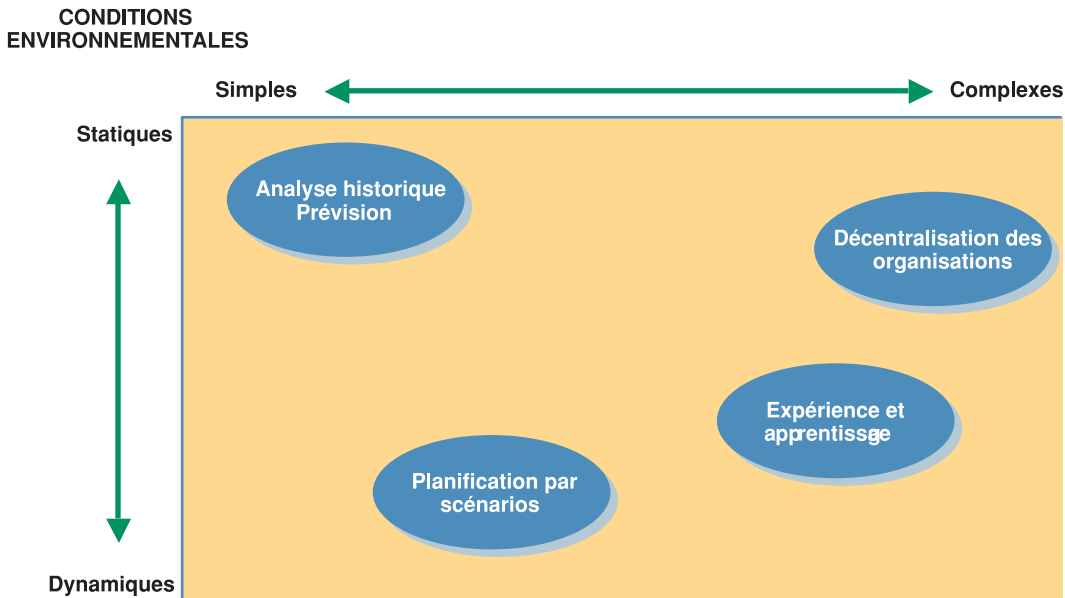 CONDITIONS
ENVIRONNEMENTALES
Simples
Complexes
Statiques
Analyse historique
Prévision
Décentralisation des
organisations
Expérience et
apprentissage
Planification par
scénarios
Dynamiques